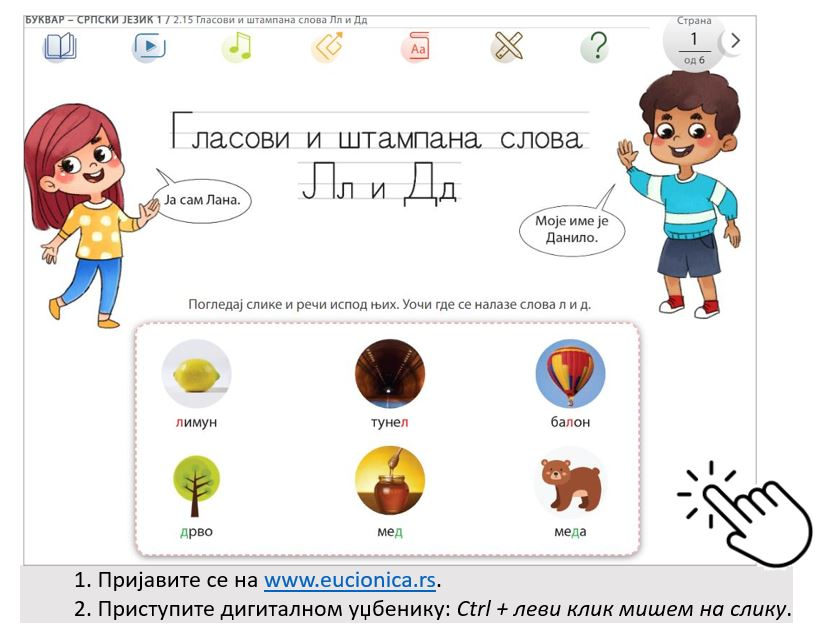 БУКВАР – СРПСКИ ЈЕЗИК 1 / 2.15 Гласови и штампана слова Лл и Дд
Страна
1
од 6
Аа
?
Гласови и штампана слова
Лл и Дд
Ја сам Лана.
Моје име је
Данило.
Погледај слике и речи испод њих. Уочи где се налазе слова л и д.
лимун тунел балон
дрво мед меда
1. Пријавите се на www.eucionica.rs.
2. Приступите дигиталном уџбенику: Ctrl + леви клик мишем на слику.